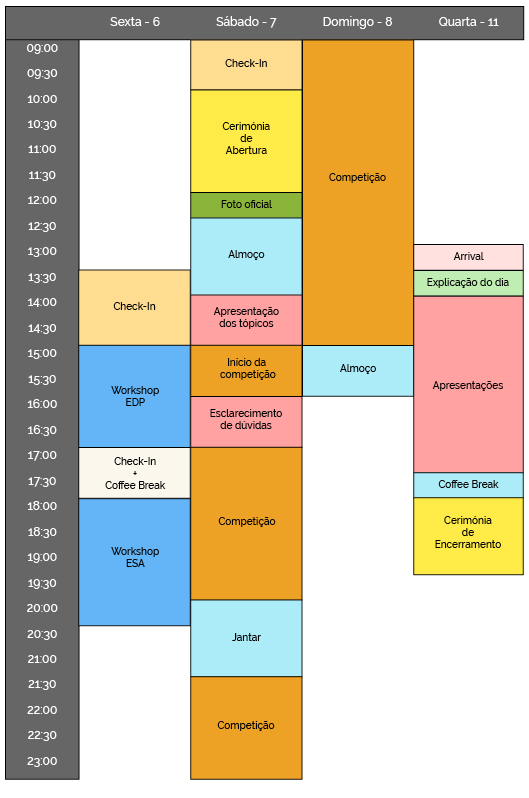 Sexta - 6
Sábado - 7
Domingo - 8
Quarta - 11
09:00
09:30
10:00
10:30
11:00
11:30
12:00
12:30
13:00
13:30
14:00
14:30
15:00
15:30
16:00
16:30
17:00
17:30
18:00
18:30
19:00
19:30
20:00
20:30
21:00
21:30
22:00
22:30
23:00
Check-In
Workshop
EDP
Check-In
+
Coffee Break
Workshop
ESA
Check-In
Cerimónia
de
Abertura
Foto oficial
Almoço
Apresentação
dos tópicos
Início da
competição
Esclarecimento
de dúvidas
Competição
Jantar
Competição
Competição
Almoço
Arrival
Explicação do dia
Apresentações
Coffee Break
Cerimónia
de
Encerramento